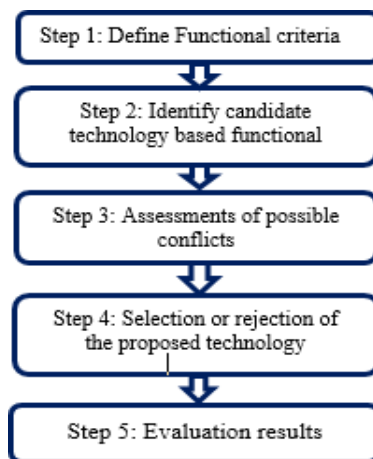 Step 1: Define Functional criteria
Step 2: Identify candidate
technology based functional
Step 3: Assessments of possible
conflicts
Step 4: Selection or rejection of
the proposed technology
Step 5: Evaluation results